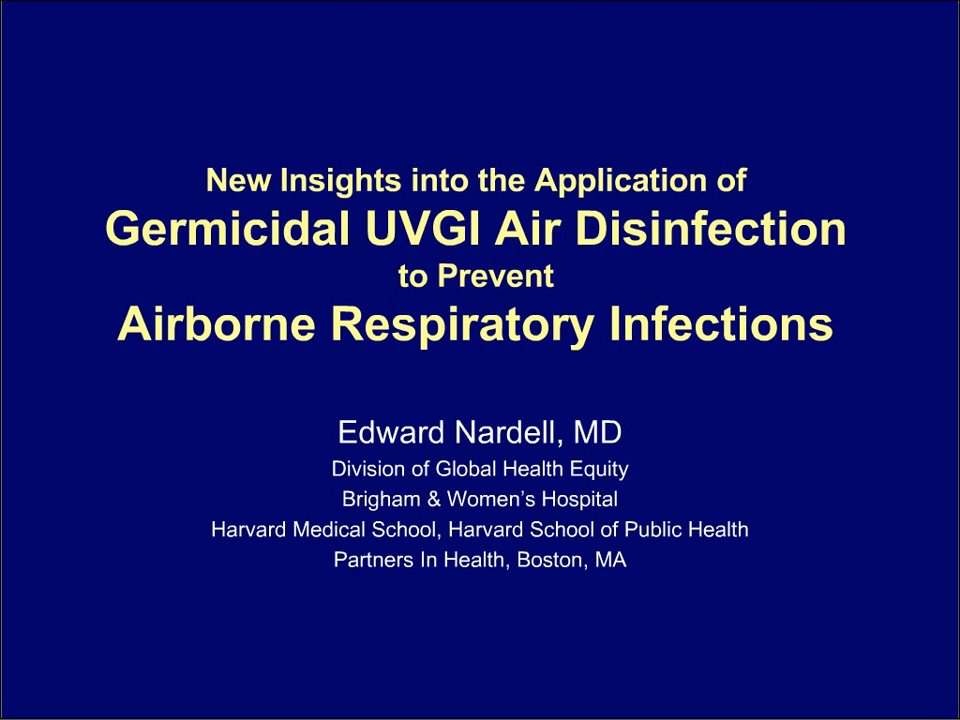 New Insights into the Application of
Germicidal UVGI Air Disinfection
to Prevent
Airborne Respiratory Infections
Edward Nardell, MD
Division of Global Health Equity
Brigham & Women's Hospital
Harvard Medical School, Harvard School of Public Health
Partners In Health, Boston, MA